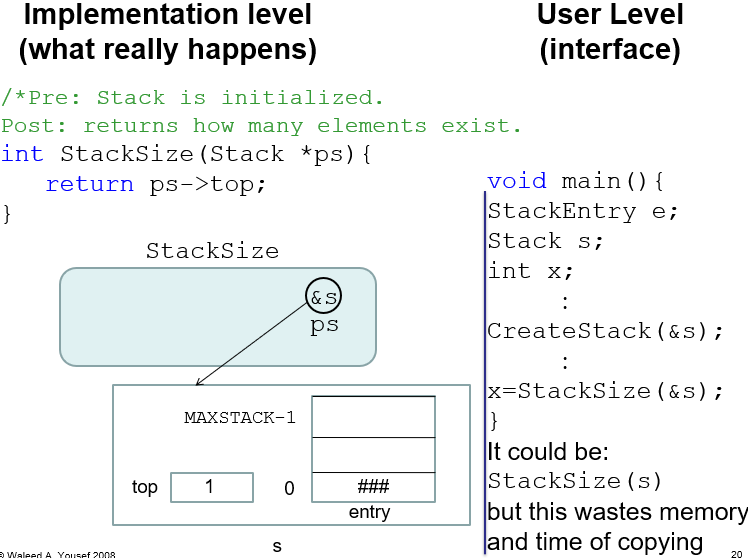 Implementation level
(what really happens)
User Level
(interface)
/*Pre: Stack is initialized.
Post: returns how many elements exist.
int StackSize(Stack *ps){
return ps->top;
}
StackSize
&s
ps
MAXSTACK-1
top
1
0
###
entry
s
void main(){
StackEntry e;
Stack s;
int x;
:
CreateStack(&s);
:
x=StackSize(&s);
}
It could be:
StackSize(s)
but this wastes memory
and time of copying
© Waleed A. Yousef 2008
20